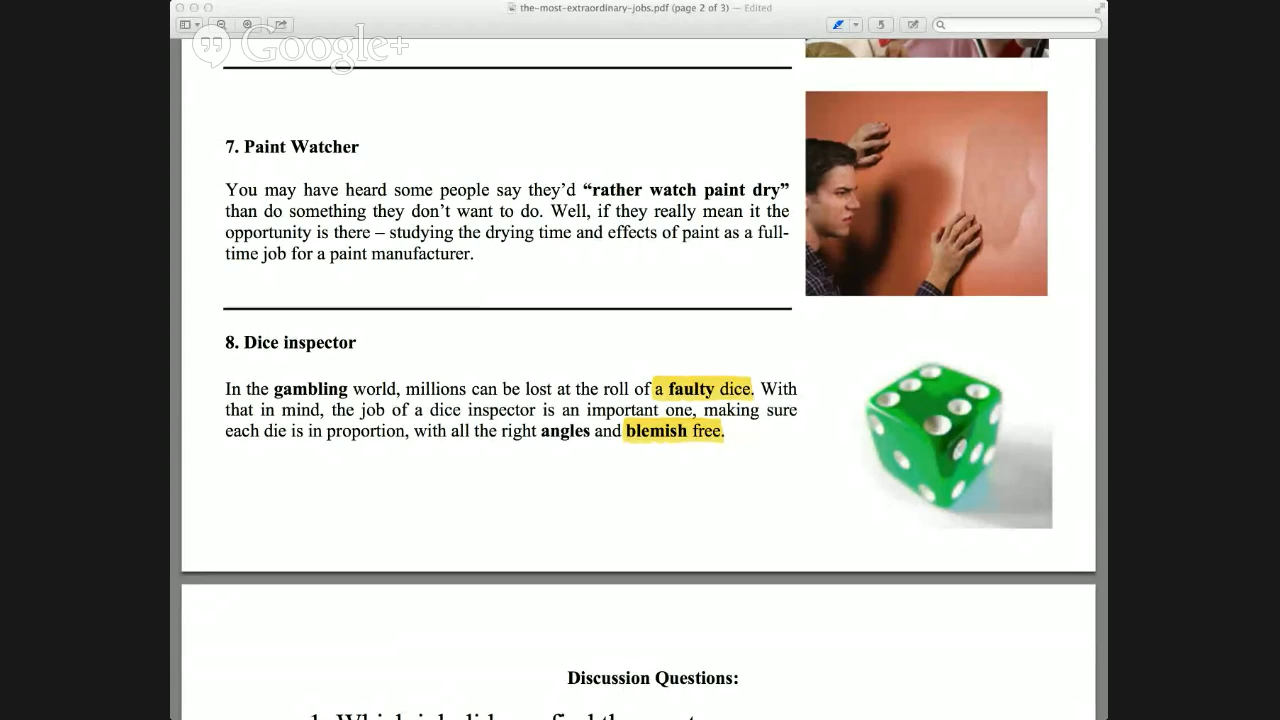 the-most-extraordinary-jobs.pdf (page 2 of 3) — Edited
Google+
7. Paint Watcher
You may have heard some people say they’d “rather watch paint dry”
than do something they don’t want to do. Well, if they really mean it the
opportunity is there – studying the drying time and effects of paint as a full-
time job for a paint manufacturer.
8. Dice inspector
In the gambling world, millions can be lost at the roll of a faulty dice. With
that in mind, the job of a dice inspector is an important one, making sure
each die is in proportion, with all the right angles and blemish free.
Discussion Questions: